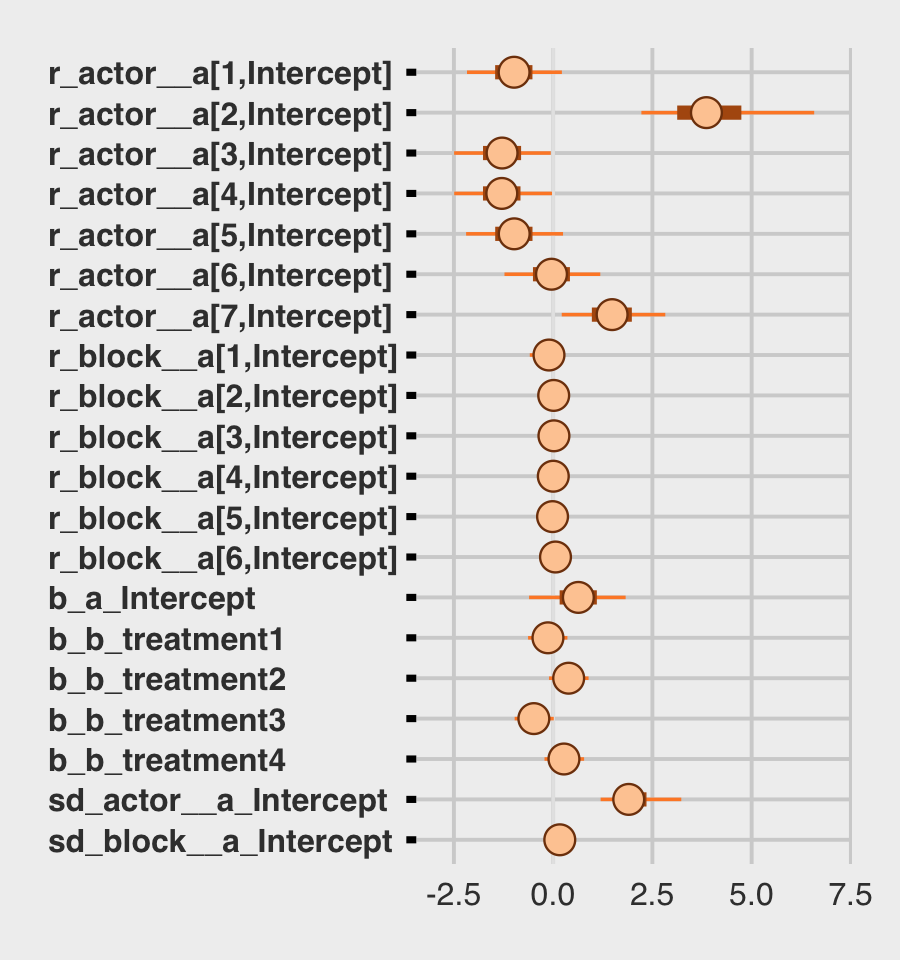 r_actor__a[1,Intercept]
r_actor__a[2,Intercept]
r_actor__a[3,Intercept]
r_actor__a[4,Intercept]
r_actor__a[5,Intercept]
r_actor__a[6,Intercept]
r_actor__a[7,Intercept]
r_block__a[1,Intercept]
r_block__a[2,Intercept]
r_block__a[3,Intercept]
r_block__a[4,Intercept]
r_block__a[5,Intercept]
r_block__a[6,Intercept]
b_a_Intercept
b_b_treatment1
b_b_treatment2
b_b_treatment3
b_b_treatment4
sd_actor__a_Intercept
sd_block__a_Intercept
-2.5 0.0 2.5 5.0 7.5